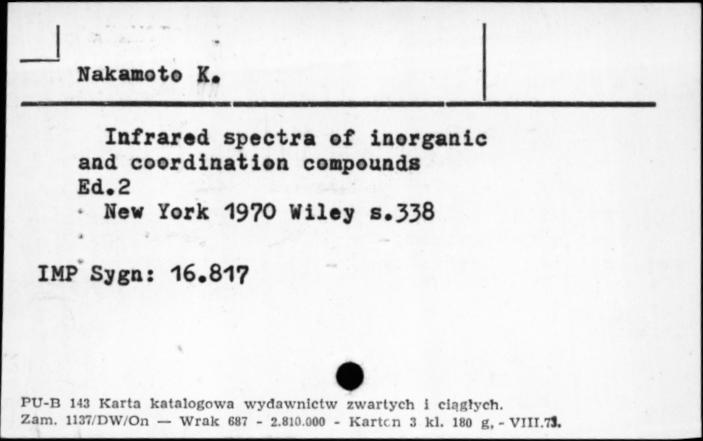 Nakamoto K.
Infrared spectra of inorganic
and coordination compounds
Ed.2
New York 1970 Wiley s.338
IMP Sygn: 16.817
PU-B 143 Karta katalogowa wydawnictw zwartych i ciągłych.
Zam. 1137/DW/On — Wrak 687 - 2.810.000 - Karton 3 kl. 180 g, - VIII.73.